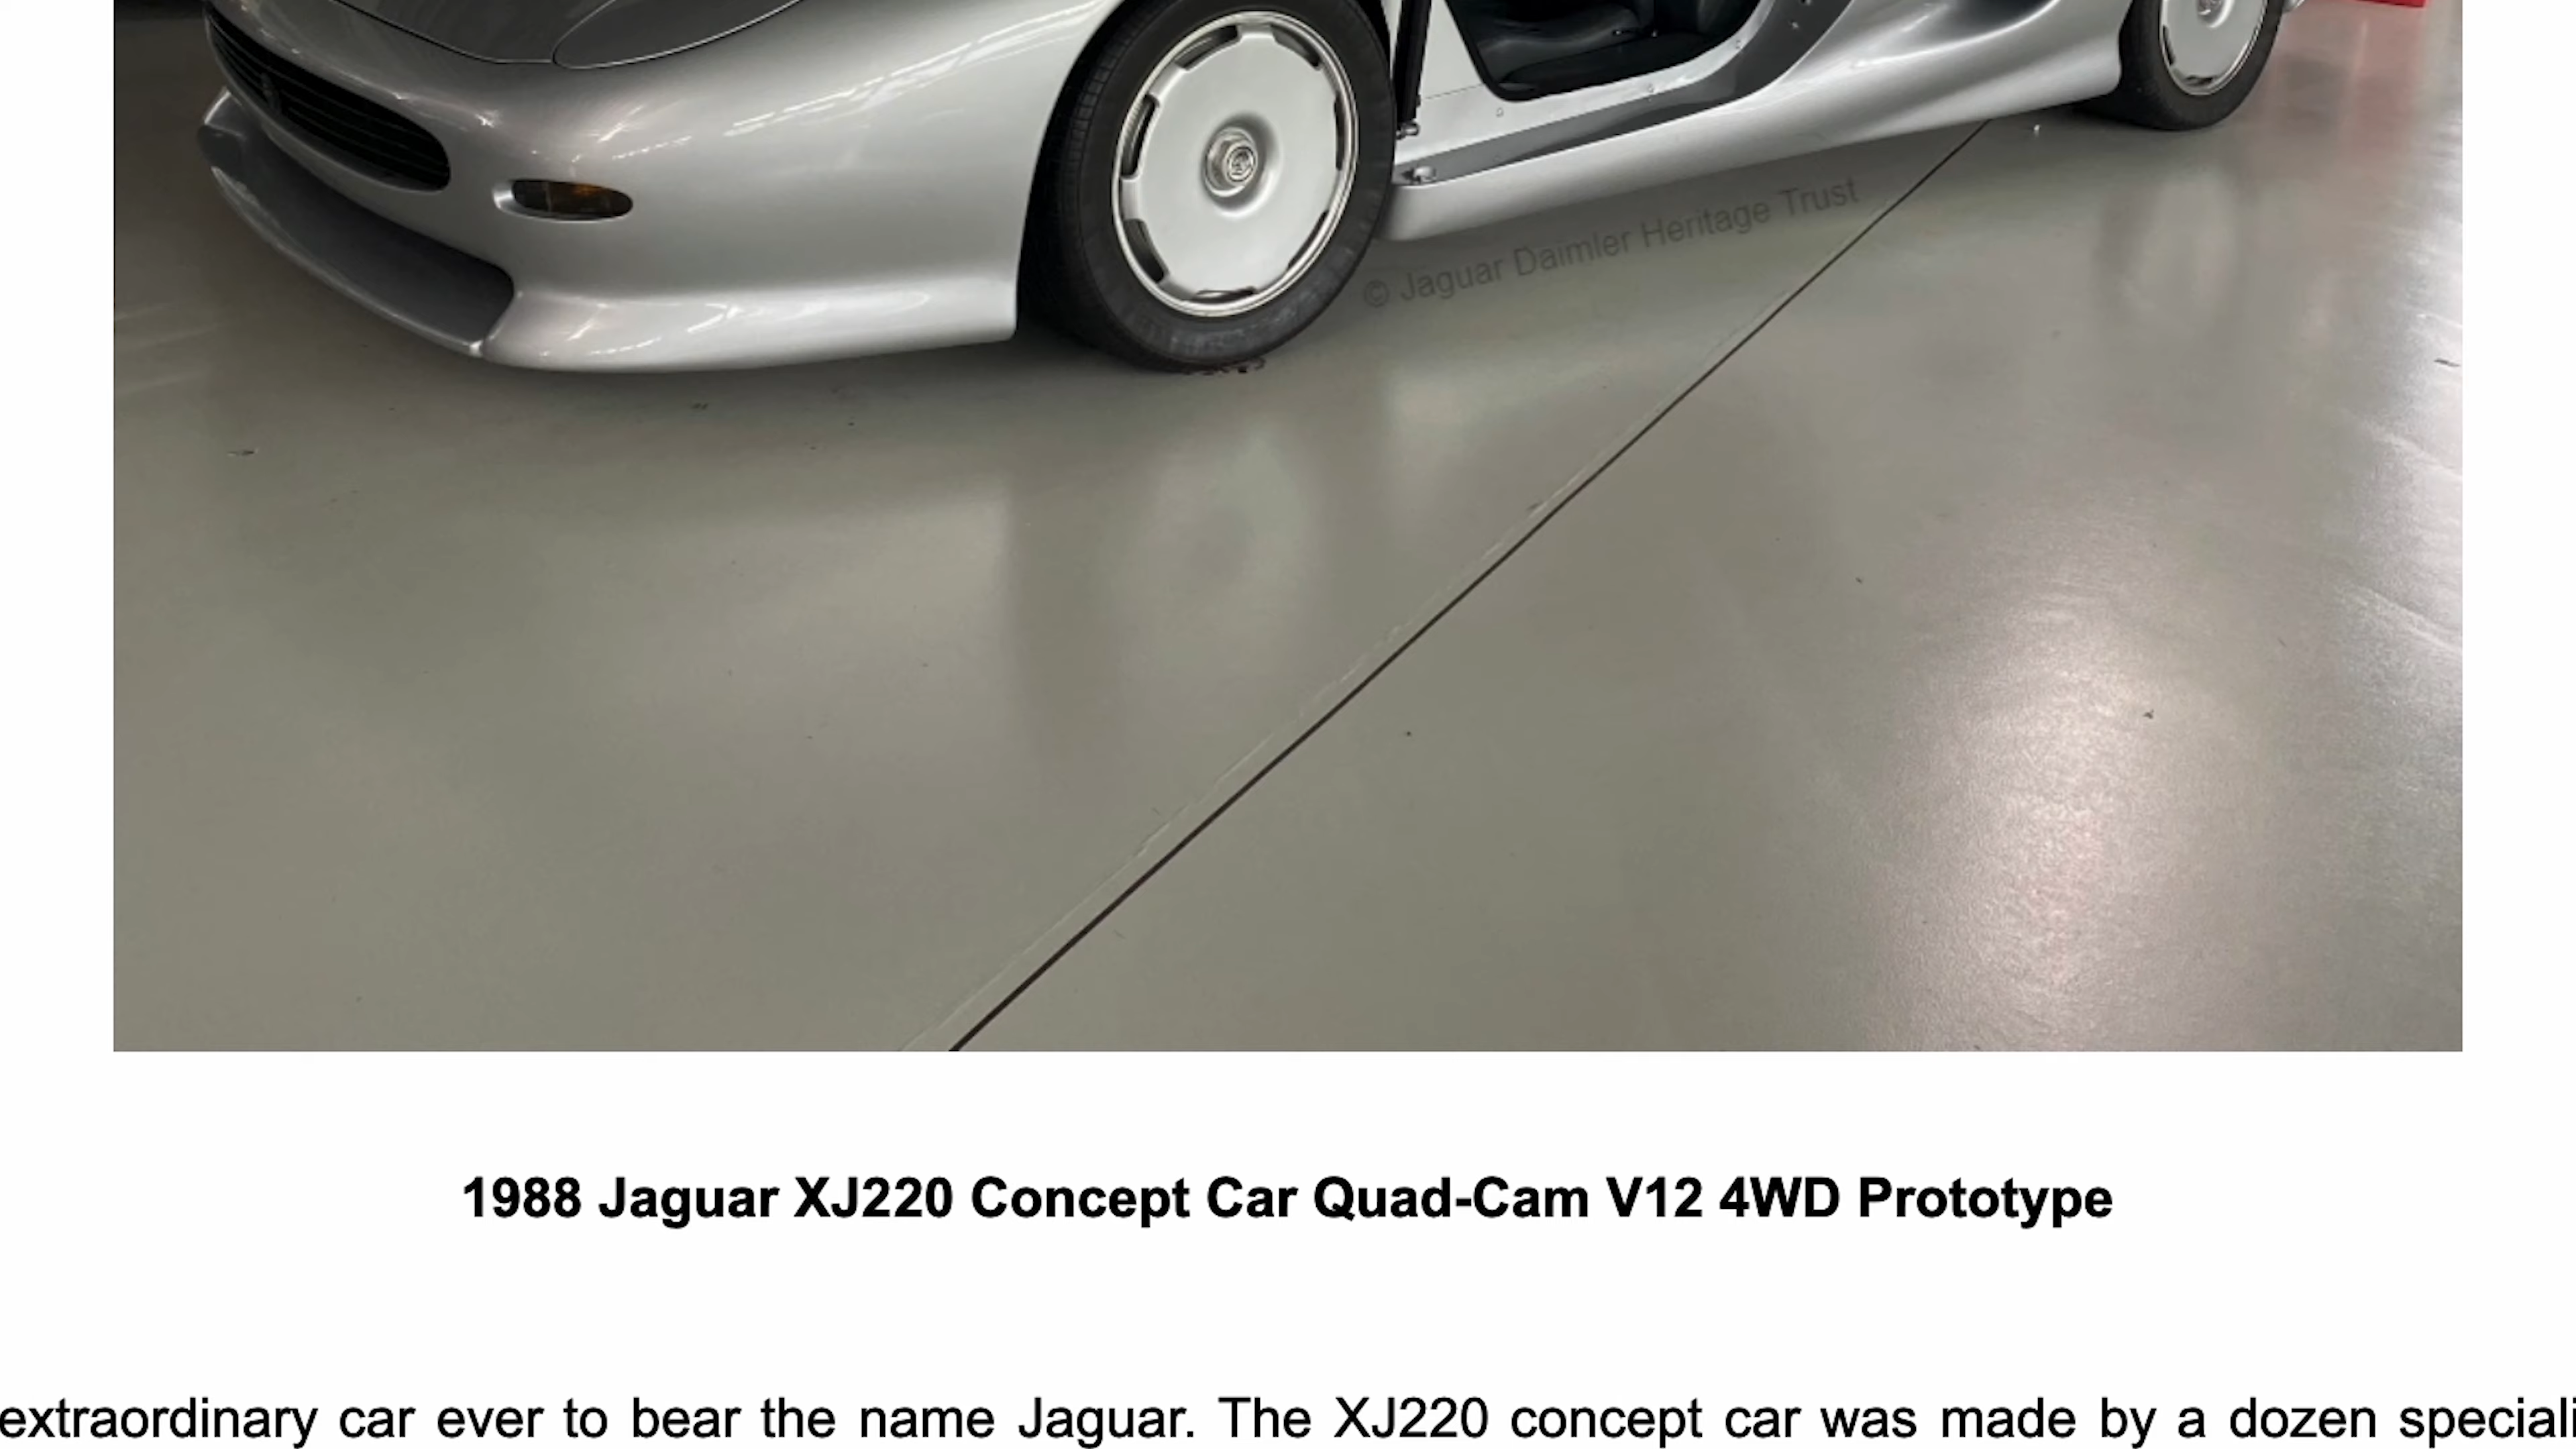 © Jaguar Daimler Heritage Trust
1988 Jaguar XJ220 Concept Car Quad-Cam V12 4WD Prototype
extraordinary car ever to bear the name Jaguar. The XJ220 concept car was made by a dozen speciali